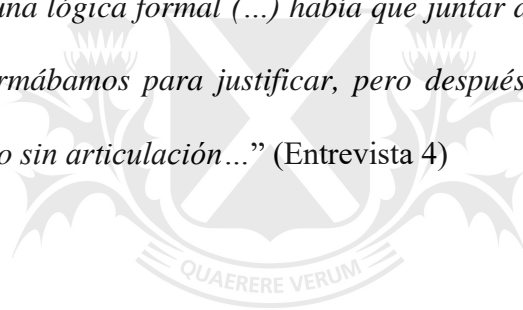 una lógica formal (…) había que juntar a
rmábamos para justificar, pero después
o sin articulación…” (Entrevista 4)
QUAERERE VERUM